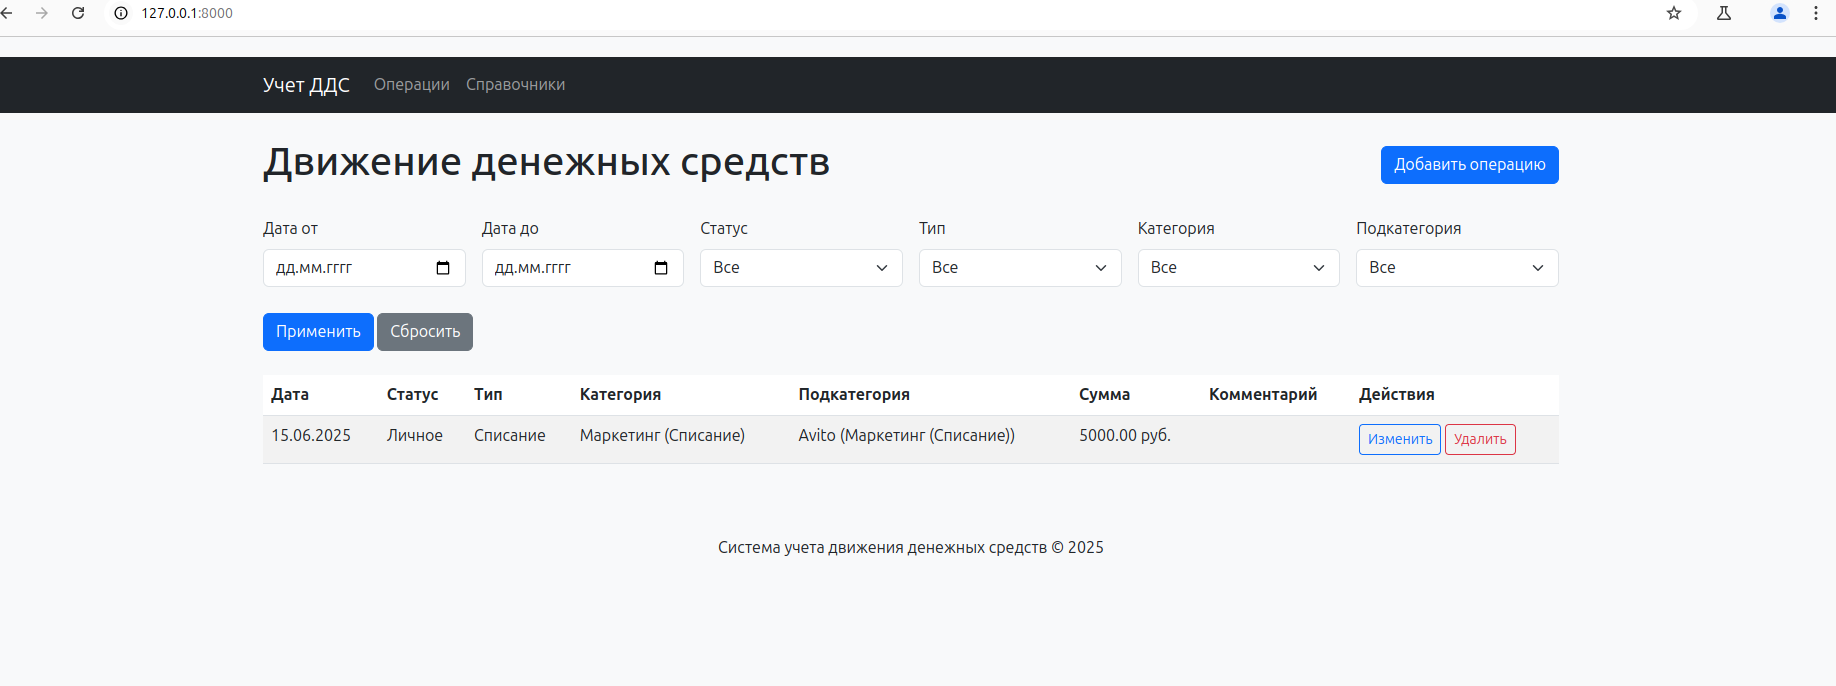 127.0.0.1:8000
Учет ДДС Операции Справочники
Движение денежных средств Добавить операцию
Дата от Дата до Статус Тип Категория Подкатегория
дд.мм.гггг дд.мм.гггг Все Все Все Все
Применить Сбросить
Дата Статус Тип Категория Подкатегория Сумма Комментарий Действия
15.06.2025 Личное Списание Маркетинг (Списание) Avito (Маркетинг (Списание)) 5000.00 руб. Изменить Удалить
Система учета движения денежных средств © 2025